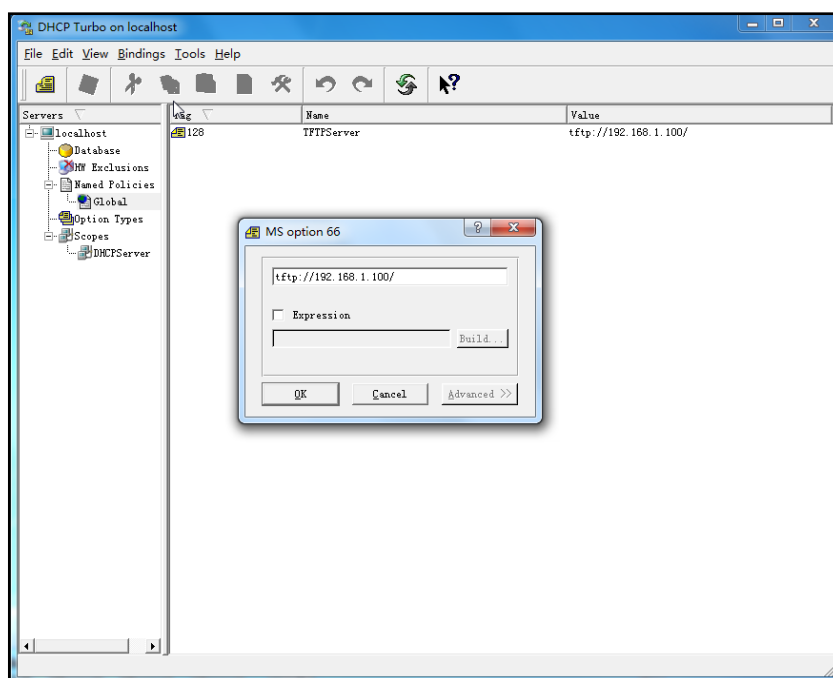 DHCP Turbo on localhost
File Edit View Bindings Tools Help
Servers
Name
Value
localhost
128 TFTPServer tftp://192.168.1.100/
Database
HW Exclusions
Named Policies
Global
Option Types
Scopes
DHCPServer
MS option 66
tftp://192.168.1.100/
Expression
Build...
OK Cancel Advanced >>